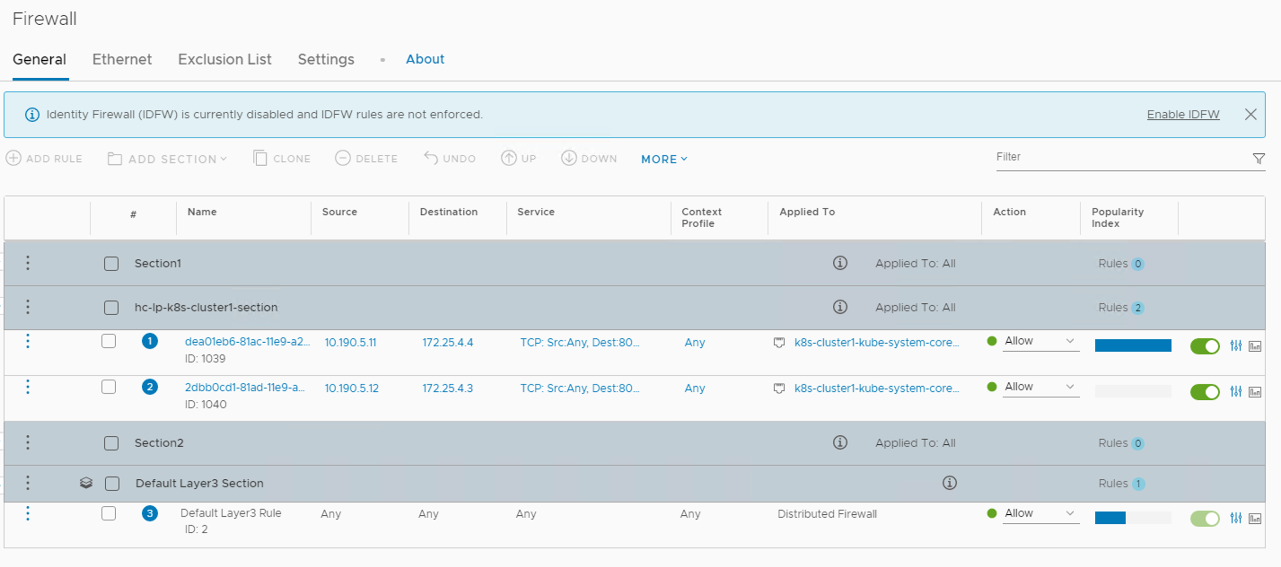 Firewall
General Ethernet Exclusion List Settings • About
Identity Firewall (IDFW) is currently disabled and IDFW rules are not enforced. Enable IDFW
ADD RULE ADD SECTION CLONE DELETE UNDO UP DOWN MORE Filter
# Name Source Destination Service Context Profile Applied To Action Popularity Index
Section1 Applied To: All Rules 0
hc-lp-k8s-cluster1-section Applied To: All Rules 2
1 dea01eb6-81ac-11e9-a2... 10.190.5.11 172.25.4.4 TCP: Src:Any, Dest:80... Any k8s-cluster1-kube-system-core... Allow
ID: 1039
2 2dbb0cd1-81ad-11e9-a... 10.190.5.12 172.25.4.3 TCP: Src:Any, Dest:80... Any k8s-cluster1-kube-system-core... Allow
ID: 1040
Section2 Applied To: All Rules 0
Default Layer3 Section Rules 1
3 Default Layer3 Rule Any Any Any Any Distributed Firewall Allow
ID: 2